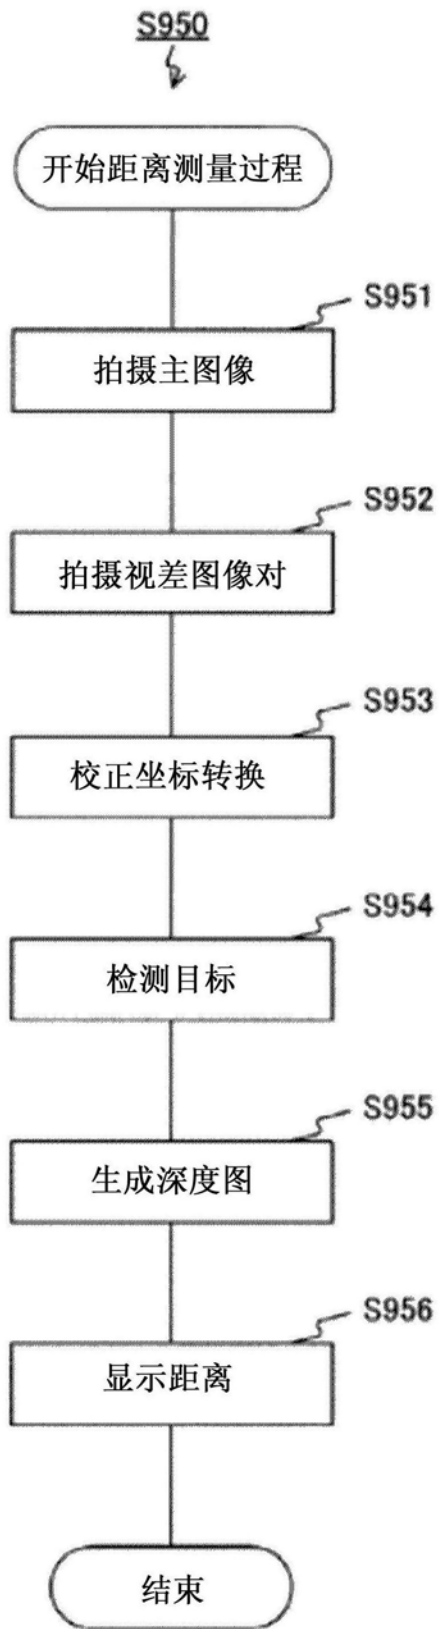 S950
开始距离测量过程
S951
拍摄主图像
S952
拍摄视差图像对
S953
校正坐标转换
S954
检测目标
S955
生成深度图
S956
显示距离
结束